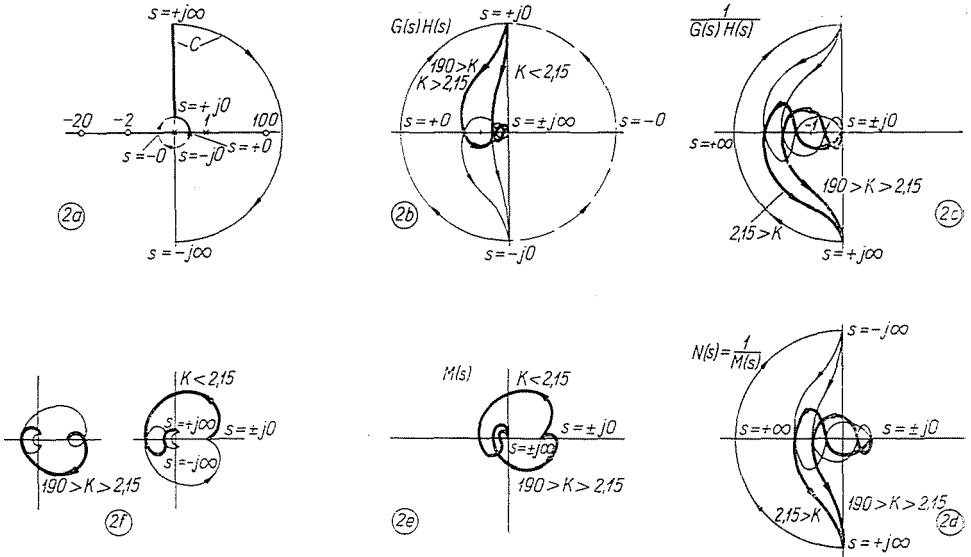 s=+j∞
C
-20
-2
s=+j0
1
100
s=-0
s=-j0
s=+0
2a
s=-j∞
G(s)H(s)
s=+j0
190>K
K>2,15
K<2,15
s=+0
s=±j∞
s=-0
2b
s=-j0
1
G(s)H(s)
-1
s=±j0
s=+∞
190>K>2,15
2,15>K
2c
s=+j∞
K<2,15
s=+j∞
s=±j0
s=-j∞
190>K>2,15
2f
M(s)
K<2,15
s=±j0
s=±j∞
190>K>2,15
2e
s=-j∞
N(s)=1/M(s)
s=+∞
s=±j0
190>K>2,15
2,15>K
2d
s=+j∞